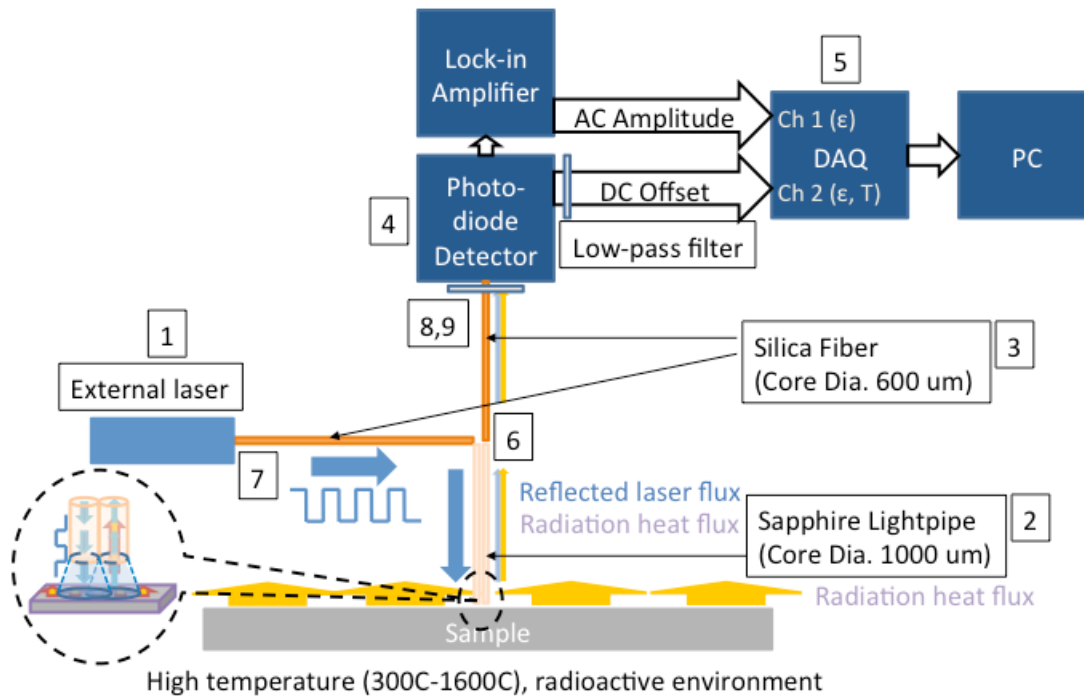 Lock-in
Amplifier
5
AC Amplitude
Ch 1 (ε)
DAQ
Ch 2 (ε, T)
PC
4
Photo-
diode
Detector
DC Offset
Low-pass filter
8,9
1
External laser
Silica Fiber
(Core Dia. 600 um)
3
6
7
Reflected laser flux
Radiation heat flux
Sapphire Lightpipe
(Core Dia. 1000 um)
2
Radiation heat flux
Sample
High temperature (300C-1600C), radioactive environment